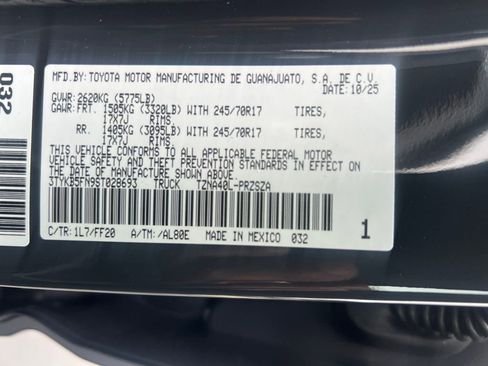 032
MFD.BY: TOYOTA MOTOR MANUFACTURING DE GUANAJUATO, S.A. DE C.V.
DATE: 10/25
GVWR: 2620KG (5775LB)
GAWR: FRT. 1505KG (3320LB) WITH 245/70R17 TIRES,
17X7J RIMS
RR. 1405KG (3095LB) WITH 245/70R17 TIRES,
17X7J RIMS
THIS VEHICLE CONFORMS TO ALL APPLICABLE FEDERAL MOTOR
VEHICLE SAFETY AND THEFT PREVENTION STANDARDS IN EFFECT ON
THE DATE OF MANUFACTURE SHOWN ABOVE.
3TYKB5FN9ST028693 TRUCK TZNA40L-PRZSZA
C/TR: 1L7/FF20 A/TM: /AL80E MADE IN MEXICO 032 1